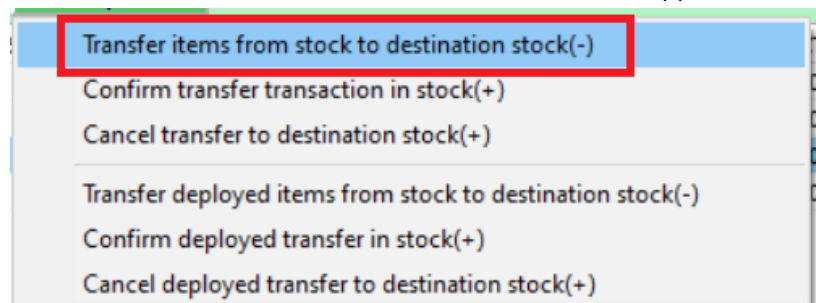 Transfer items from stock to destination stock(-)
Confirm transfer transaction in stock(+)
Cancel transfer to destination stock(+)
Transfer deployed items from stock to destination stock(-)
Confirm deployed transfer in stock(+)
Cancel deployed transfer to destination stock(+)